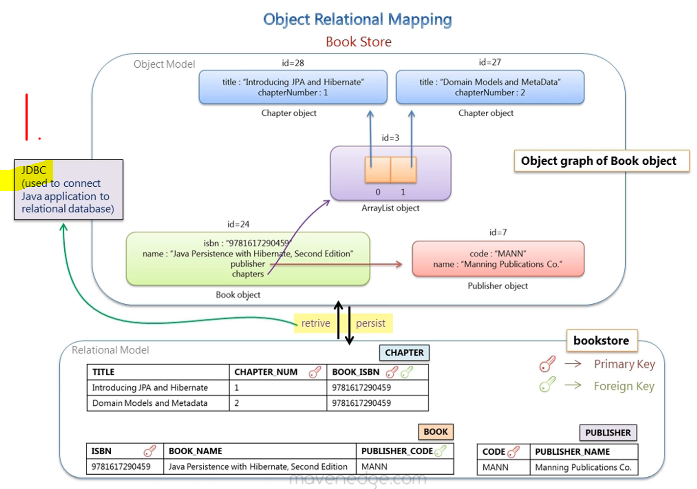 Object Relational Mapping
Book Store
Object Model
id=28
id=27
title : "Introducing JPA and Hibernate"
chapterNumber : 1
title : "Domain Models and MetaData"
chapterNumber : 2
Chapter object
Chapter object
id=3
0 1
ArrayList object
Object graph of Book object
JDBC
(used to connect
Java application to
relational database)
id=24
isbn : "9781617290459"
name : "Java Persistence with Hibernate, Second Edition"
publisher
chapters
Book object
id=7
code : "MANN"
name : "Manning Publications Co."
Publisher object
retrive
persist
bookstore
Relational Model
Primary Key
Foreign Key
CHAPTER
TITLE CHAPTER_NUM BOOK_ISBN
Introducing JPA and Hibernate 1 9781617290459
Domain Models and Metadata 2 9781617290459
BOOK
ISBN BOOK_NAME PUBLISHER_CODE
9781617290459 Java Persistence with Hibernate, Second Edition MANN
PUBLISHER
CODE PUBLISHER_NAME
MANN Manning Publications Co.
mavenedge.com